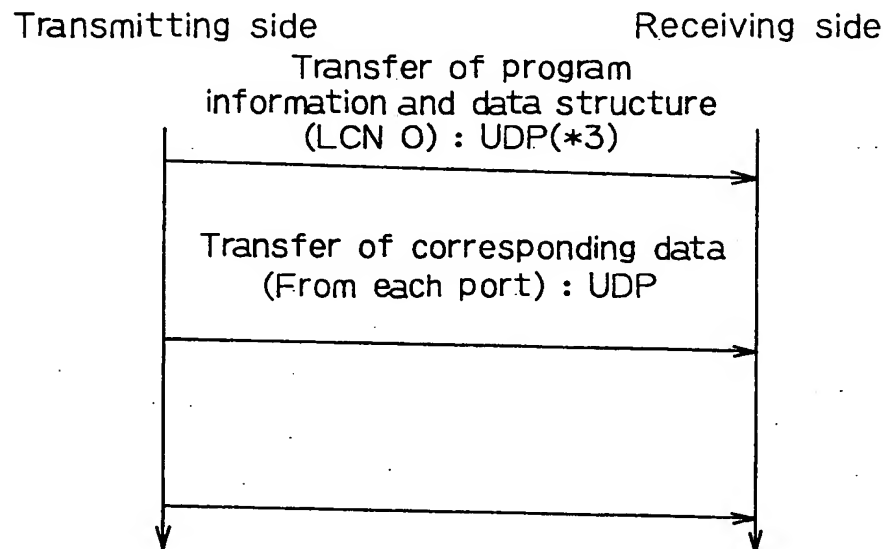 Transmitting side
Receiving side
Transfer of program
information and data structure
(LCN 0) : UDP(*3)
Transfer of corresponding data
(From each port) : UDP